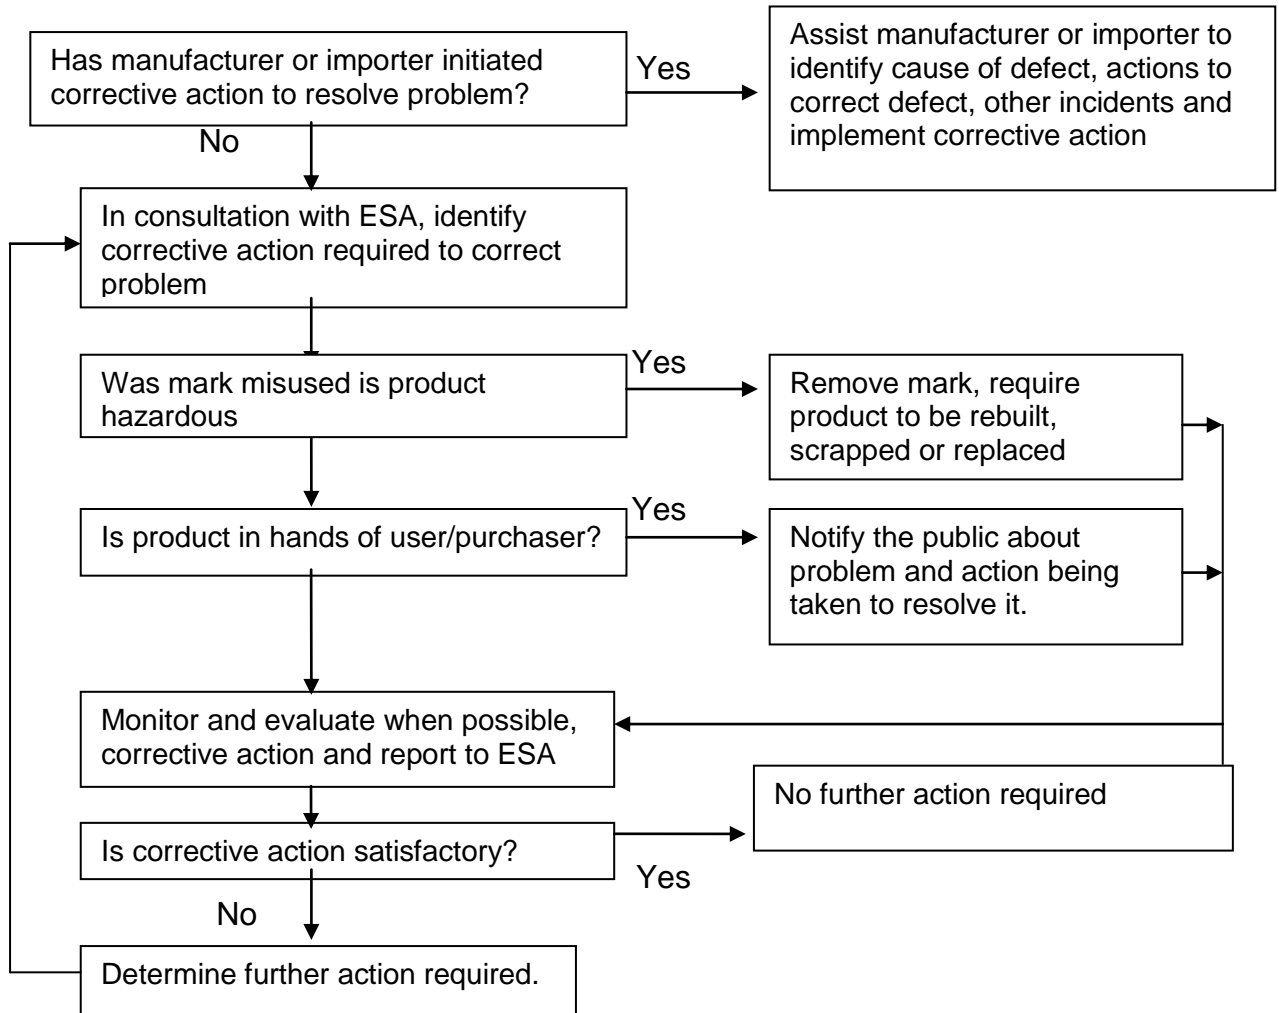 Has manufacturer or importer initiated
corrective action to resolve problem?
Yes
Assist manufacturer or importer to
identify cause of defect, actions to
correct defect, other incidents and
implement corrective action
No
In consultation with ESA, identify
corrective action required to correct
problem
Was mark misused is product
hazardous
Yes
Remove mark, require
product to be rebuilt,
scrapped or replaced
Is product in hands of user/purchaser?
Yes
Notify the public about
problem and action being
taken to resolve it.
Monitor and evaluate when possible,
corrective action and report to ESA
No further action required
Is corrective action satisfactory?
Yes
No
Determine further action required.